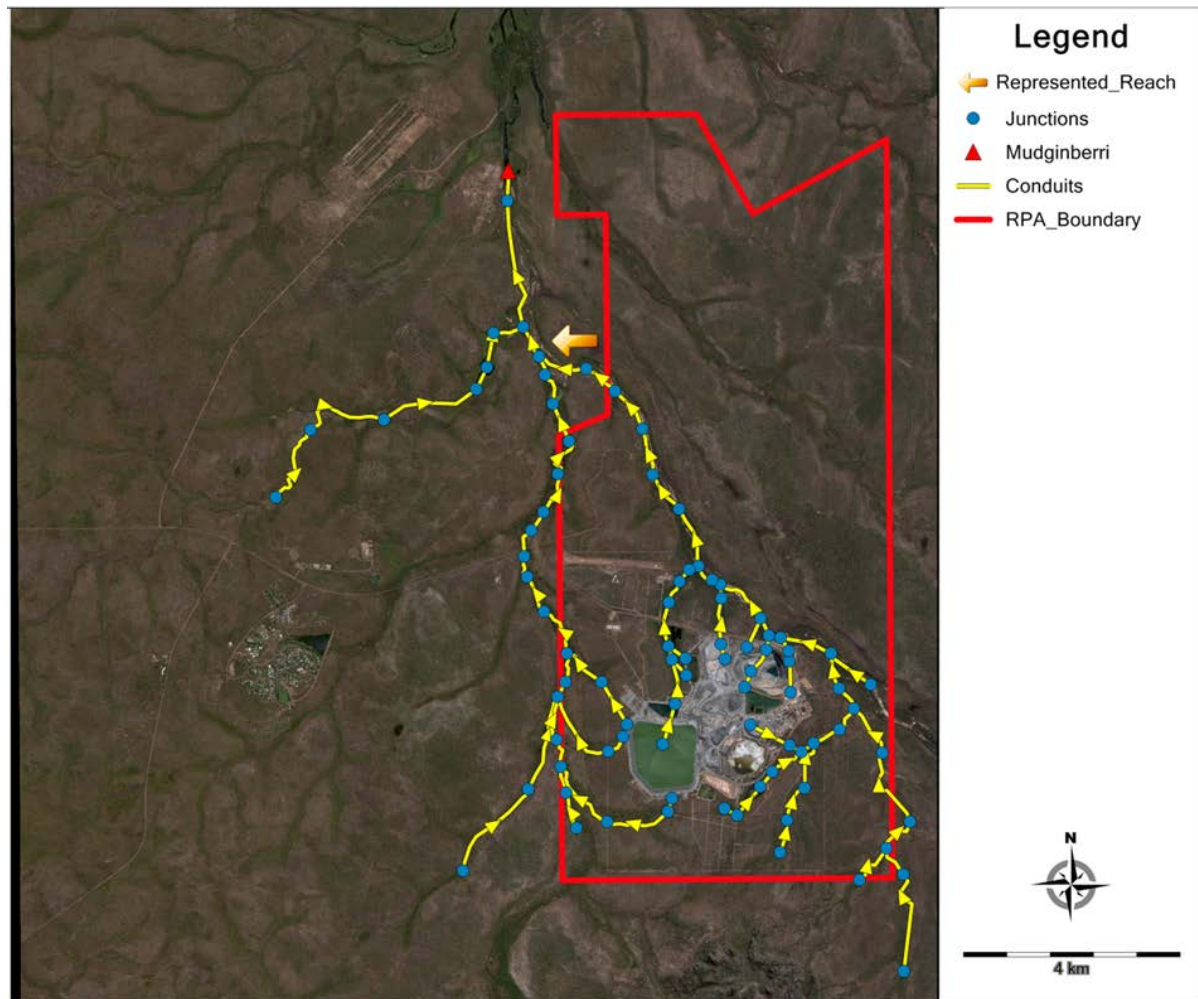 Legend
Represented_Reach
Junctions
Mudginberri
Conduits
RPA_Boundary
N
4 km